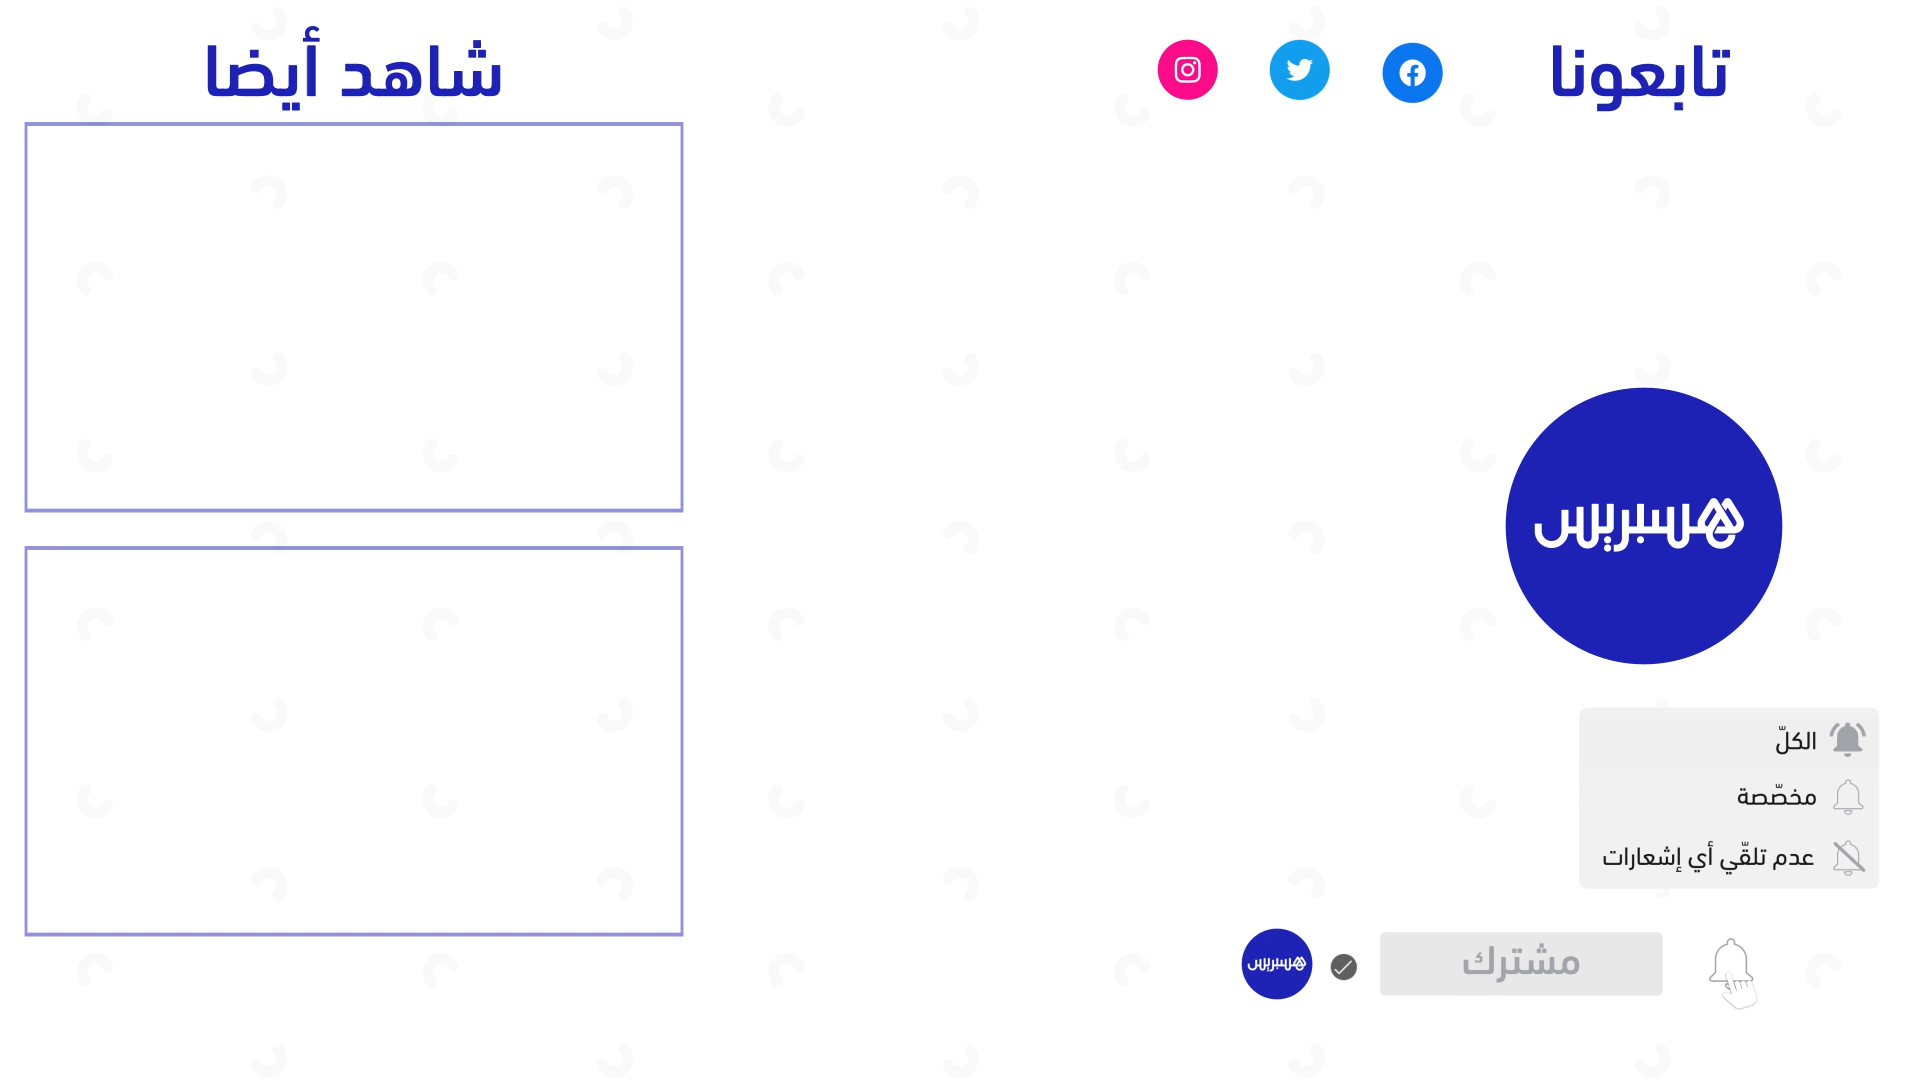 تابعونا
شاهد أيضا
هسبريس
الكلّ
مخصّصة
عدم تلقّي أي إشعارات
مشترك
هسبريس